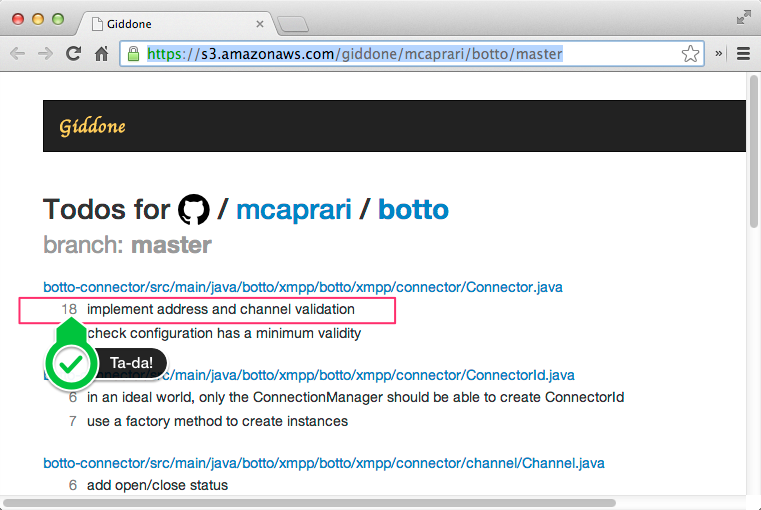 Giddone
https://s3.amazonaws.com/giddone/mcaprari/botto/master
Giddone
Todos for / mcaprari / botto
branch: master
botto-connector/src/main/java/botto/xmpp/botto/xmpp/connector/Connector.java
18 implement address and channel validation
check configuration has a minimum validity
Ta-da!
botto-connector/src/main/java/botto/xmpp/botto/xmpp/connector/ConnectorId.java
6 in an ideal world, only the ConnectionManager should be able to create ConnectorId
7 use a factory method to create instances
botto-connector/src/main/java/botto/xmpp/botto/xmpp/connector/channel/Channel.java
6 add open/close status